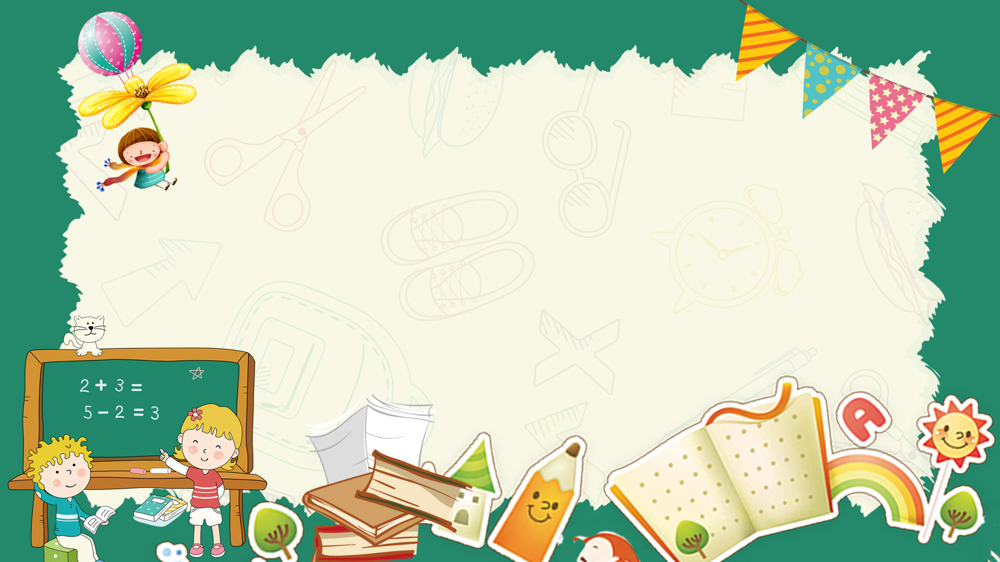 2 + 3 =
5 - 2 = 3
A